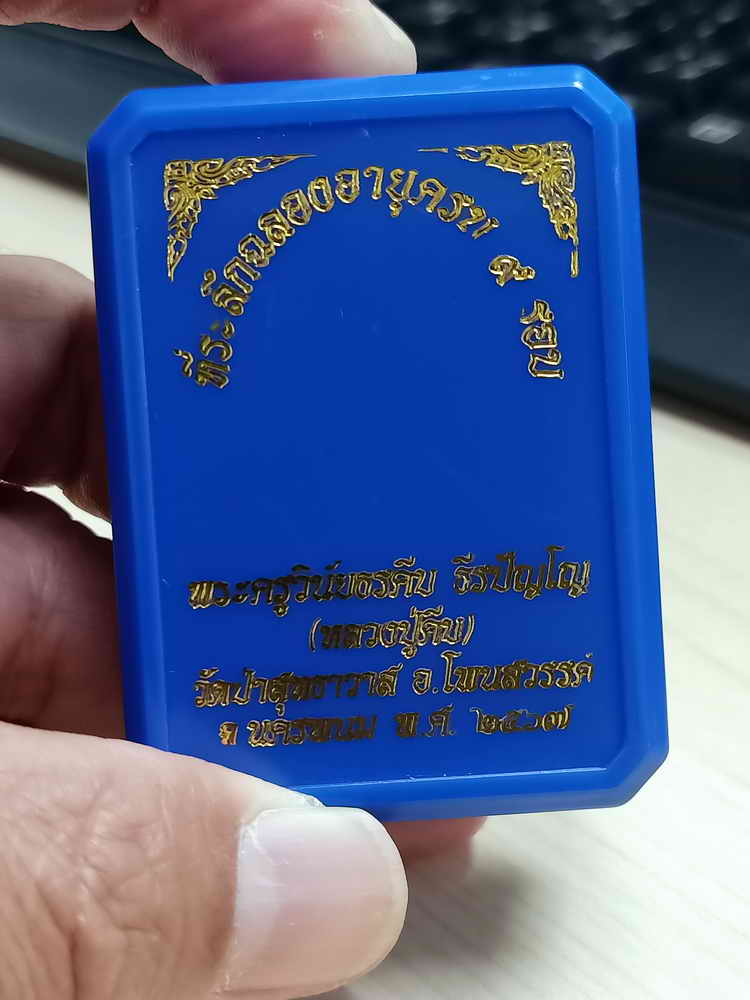 ที่ระลึกฉลองอายุครบ ๕ รอบ
พระครูวินัยธรคืบ ธีรปัญโญ
(หลวงปู่คืบ)
วัดป่าสุทธาวาส อ.โพนสวรรค์
จ.นครพนม พ.ศ. ๒๕๖๗